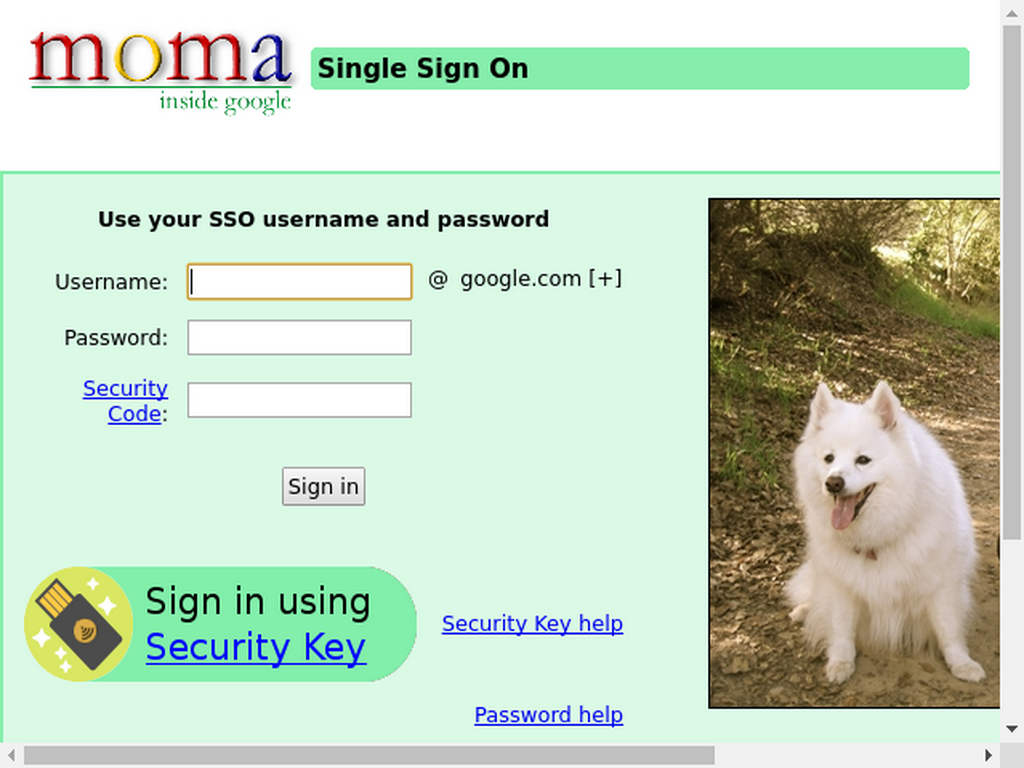 moma
inside google
Single Sign On
Use your SSO username and password
Username:
@ google.com [+]
Password:
Security
Code:
Sign in
Sign in using
Security Key
Security Key help
Password help